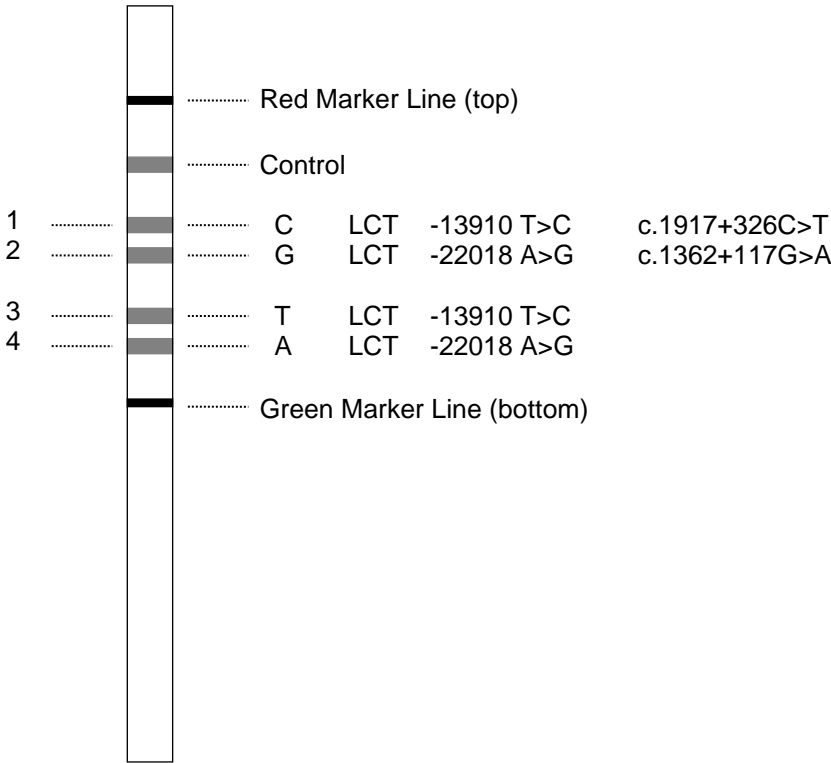 Red Marker Line (top)
Control
1 C LCT -13910 T>C c.1917+326C>T
2 G LCT -22018 A>G c.1362+117G>A
3 T LCT -13910 T>C
4 A LCT -22018 A>G
Green Marker Line (bottom)